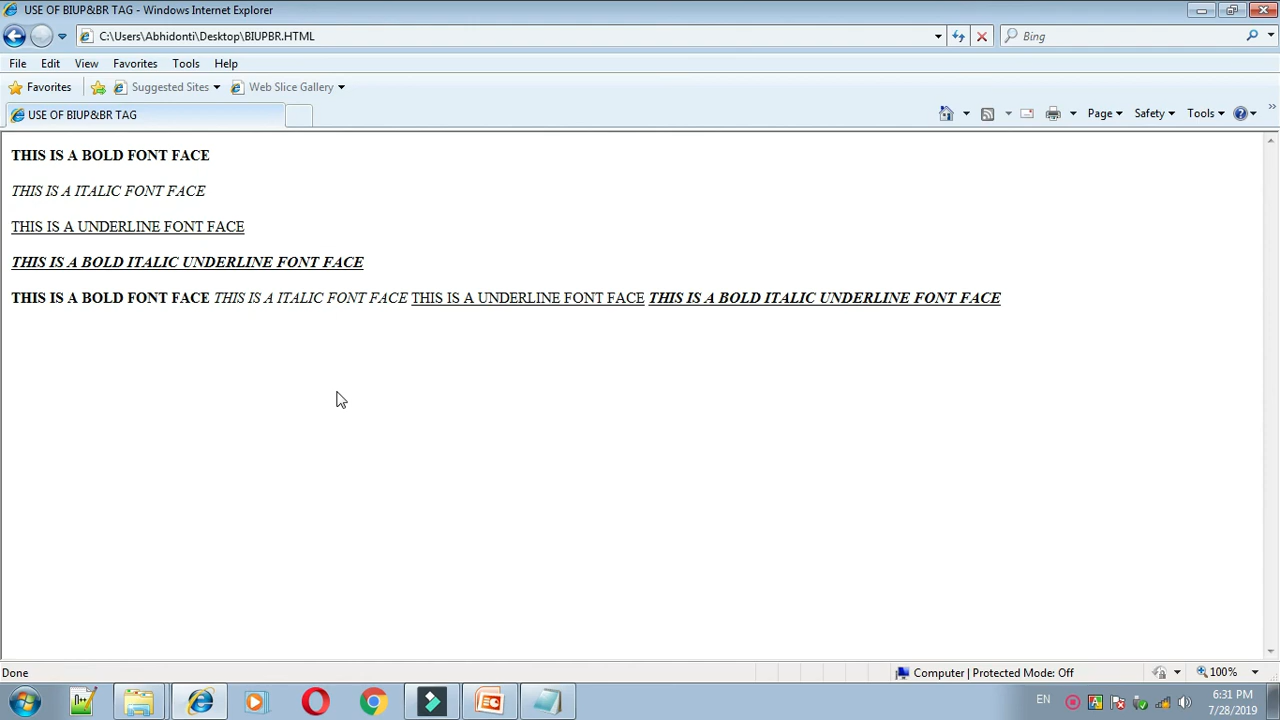 USE OF BIUP&BR TAG - Windows Internet Explorer
C:\Users\Abhidonti\Desktop\BIUPBR.HTML
Bing
File Edit View Favorites Tools Help
Favorites Suggested Sites Web Slice Gallery
USE OF BIUP&BR TAG
Page Safety Tools
THIS IS A BOLD FONT FACE
THIS IS A ITALIC FONT FACE
THIS IS A UNDERLINE FONT FACE
THIS IS A BOLD ITALIC UNDERLINE FONT FACE
THIS IS A BOLD FONT FACE THIS IS A ITALIC FONT FACE THIS IS A UNDERLINE FONT FACE THIS IS A BOLD ITALIC UNDERLINE FONT FACE
Done
Computer | Protected Mode: Off
100%
EN
6:31 PM
7/28/2019